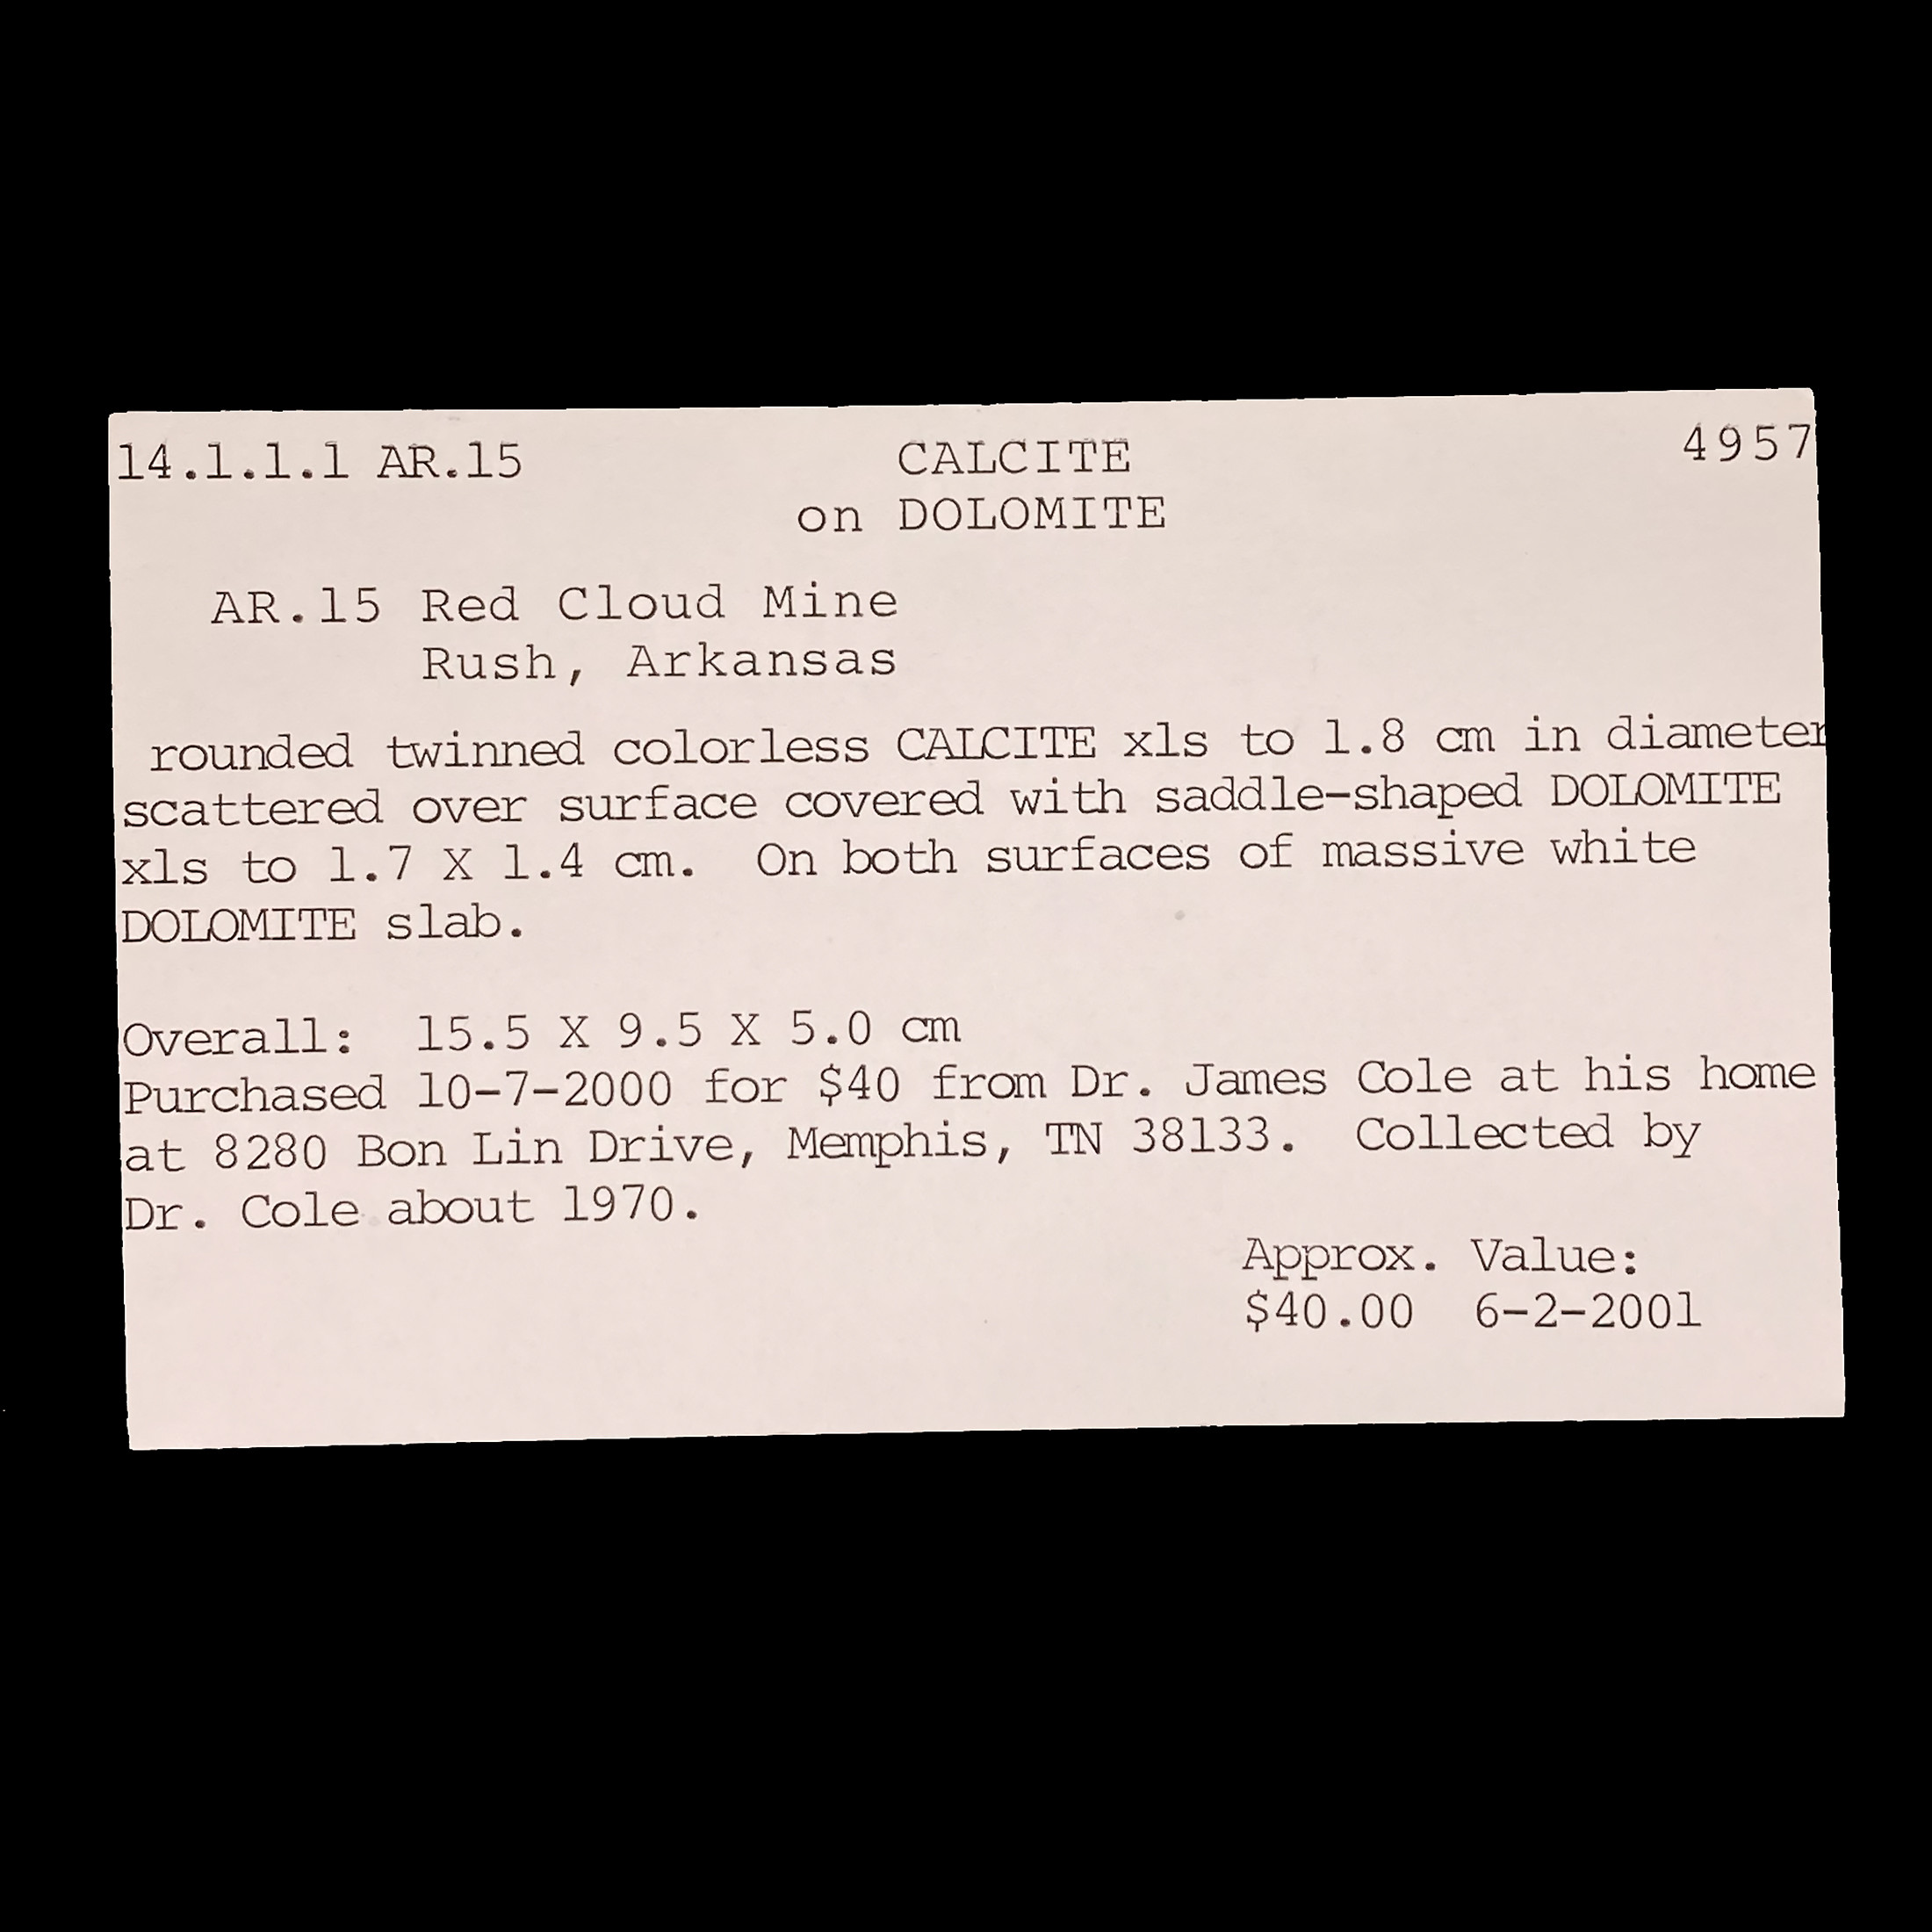 14.1.1.1 AR.15 CALCITE 4957
on DOLOMITE
AR.15 Red Cloud Mine
Rush, Arkansas
rounded twinned colorless CALCITE xls to 1.8 cm in diameter
scattered over surface covered with saddle-shaped DOLOMITE
xls to 1.7 X 1.4 cm. On both surfaces of massive white
DOLOMITE slab.
Overall: 15.5 X 9.5 X 5.0 cm
Purchased 10-7-2000 for $40 from Dr. James Cole at his home
at 8280 Bon Lin Drive, Memphis, TN 38133. Collected by
Dr. Cole about 1970.
Approx. Value:
$40.00 6-2-2001